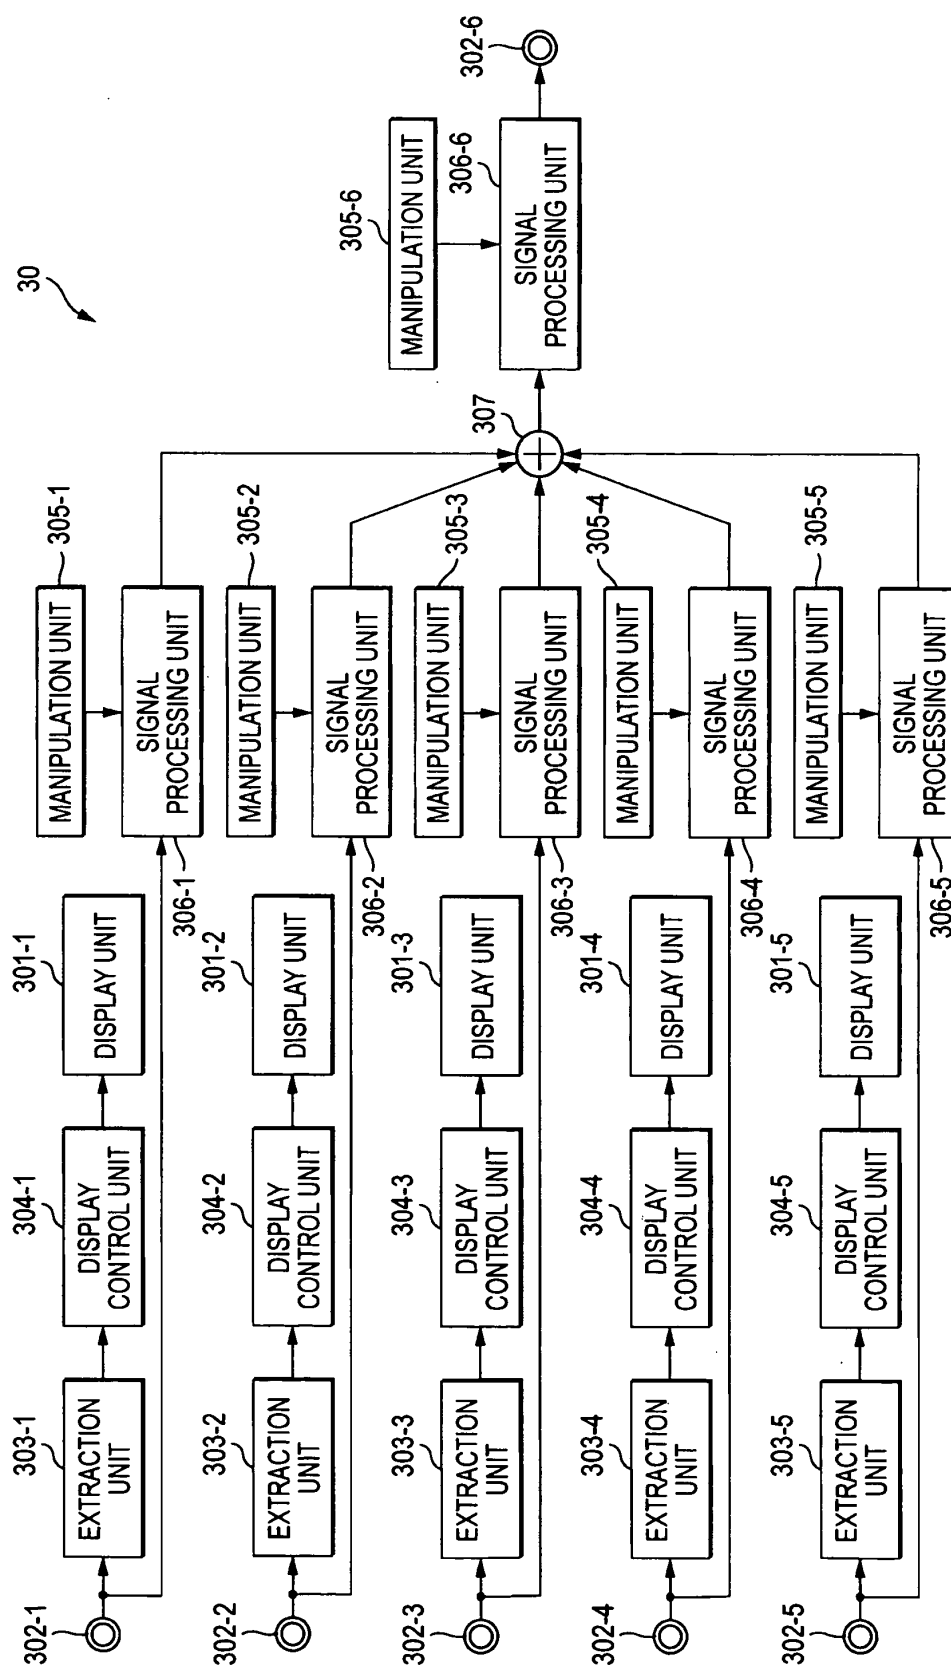 30
302-1
303-1
EXTRACTION
UNIT
304-1
DISPLAY
CONTROL UNIT
301-1
DISPLAY UNIT
305-1
MANIPULATION UNIT
306-1
SIGNAL
PROCESSING UNIT
302-2
303-2
EXTRACTION
UNIT
304-2
DISPLAY
CONTROL UNIT
301-2
DISPLAY UNIT
305-2
MANIPULATION UNIT
306-2
SIGNAL
PROCESSING UNIT
302-3
303-3
EXTRACTION
UNIT
304-3
DISPLAY
CONTROL UNIT
301-3
DISPLAY UNIT
305-3
MANIPULATION UNIT
306-3
SIGNAL
PROCESSING UNIT
302-4
303-4
EXTRACTION
UNIT
304-4
DISPLAY
CONTROL UNIT
301-4
DISPLAY UNIT
305-4
MANIPULATION UNIT
306-4
SIGNAL
PROCESSING UNIT
302-5
303-5
EXTRACTION
UNIT
304-5
DISPLAY
CONTROL UNIT
301-5
DISPLAY UNIT
305-5
MANIPULATION UNIT
306-5
SIGNAL
PROCESSING UNIT
307
305-6
MANIPULATION UNIT
306-6
SIGNAL
PROCESSING UNIT
302-6